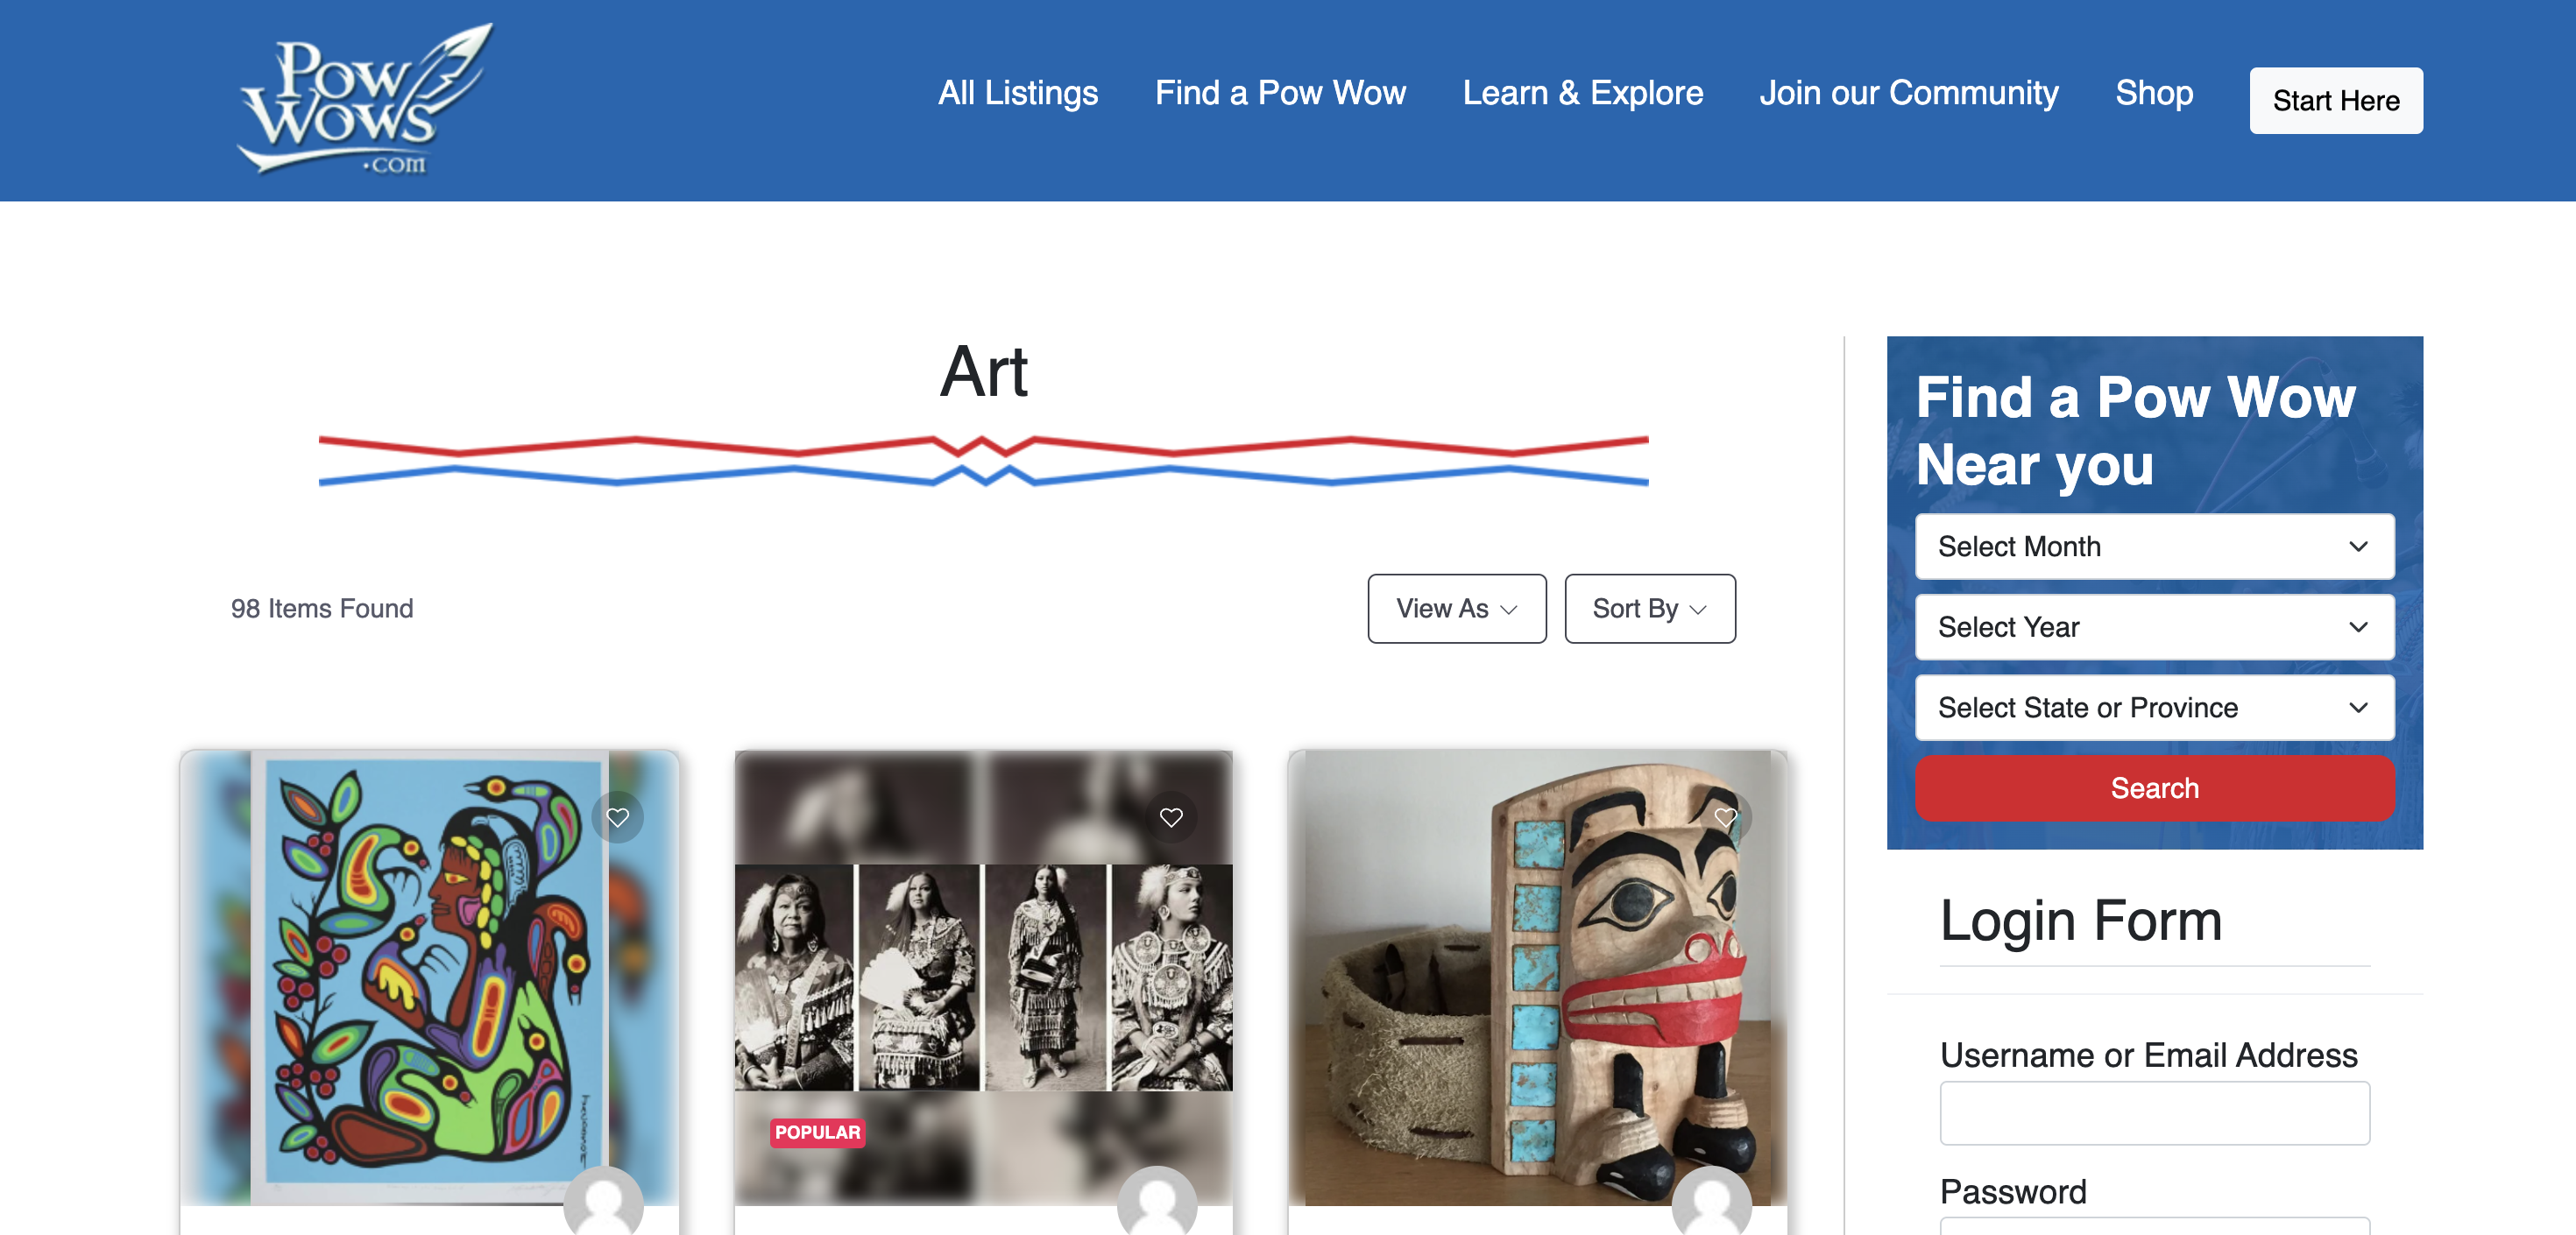 Pow
Wows
.com
All Listings
Find a Pow Wow
Learn & Explore
Join our Community
Shop
Start Here
Art
98 Items Found
View As
Sort By
POPULAR
Find a Pow Wow
Near you
Select Month
Select Year
Select State or Province
Search
Login Form
Username or Email Address
Password